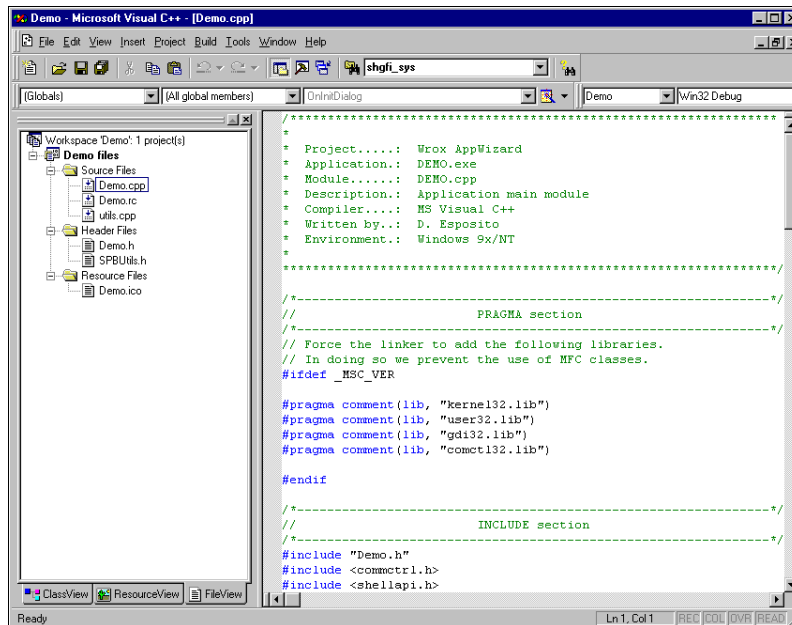 Demo - Microsoft Visual C++ - [Demo.cpp]
File Edit View Insert Project Build Tools Window Help
shgfi_sys
(Globals) (All global members) OnInitDialog Demo Win32 Debug
Workspace 'Demo': 1 project(s)
Demo files
Source Files
Demo.cpp
Demo.rc
utils.cpp
Header Files
Demo.h
SPBUtils.h
Resource Files
Demo.ico
ClassView ResourceView FileView
/*****************************************************************
*
* Project.....: Wrox AppWizard
* Application.: DEMO.exe
* Module......: DEMO.cpp
* Description.: Application main module
* Compiler....: MS Visual C++
* Written by..: D. Esposito
* Environment.: Windows 9x/NT
*
******************************************************************/
/*---------------------------------------------------------------*/
// PRAGMA section
/*---------------------------------------------------------------*/
// Force the linker to add the following libraries.
// In doing so we prevent the use of MFC classes.
#ifdef _MSC_VER
#pragma comment(lib, "kernel32.lib")
#pragma comment(lib, "user32.lib")
#pragma comment(lib, "gdi32.lib")
#pragma comment(lib, "comctl32.lib")
#endif
/*---------------------------------------------------------------*/
// INCLUDE section
/*---------------------------------------------------------------*/
#include "Demo.h"
#include <commctrl.h>
#include <shellapi.h>
Ready Ln 1, Col 1 REC COL OVR READ